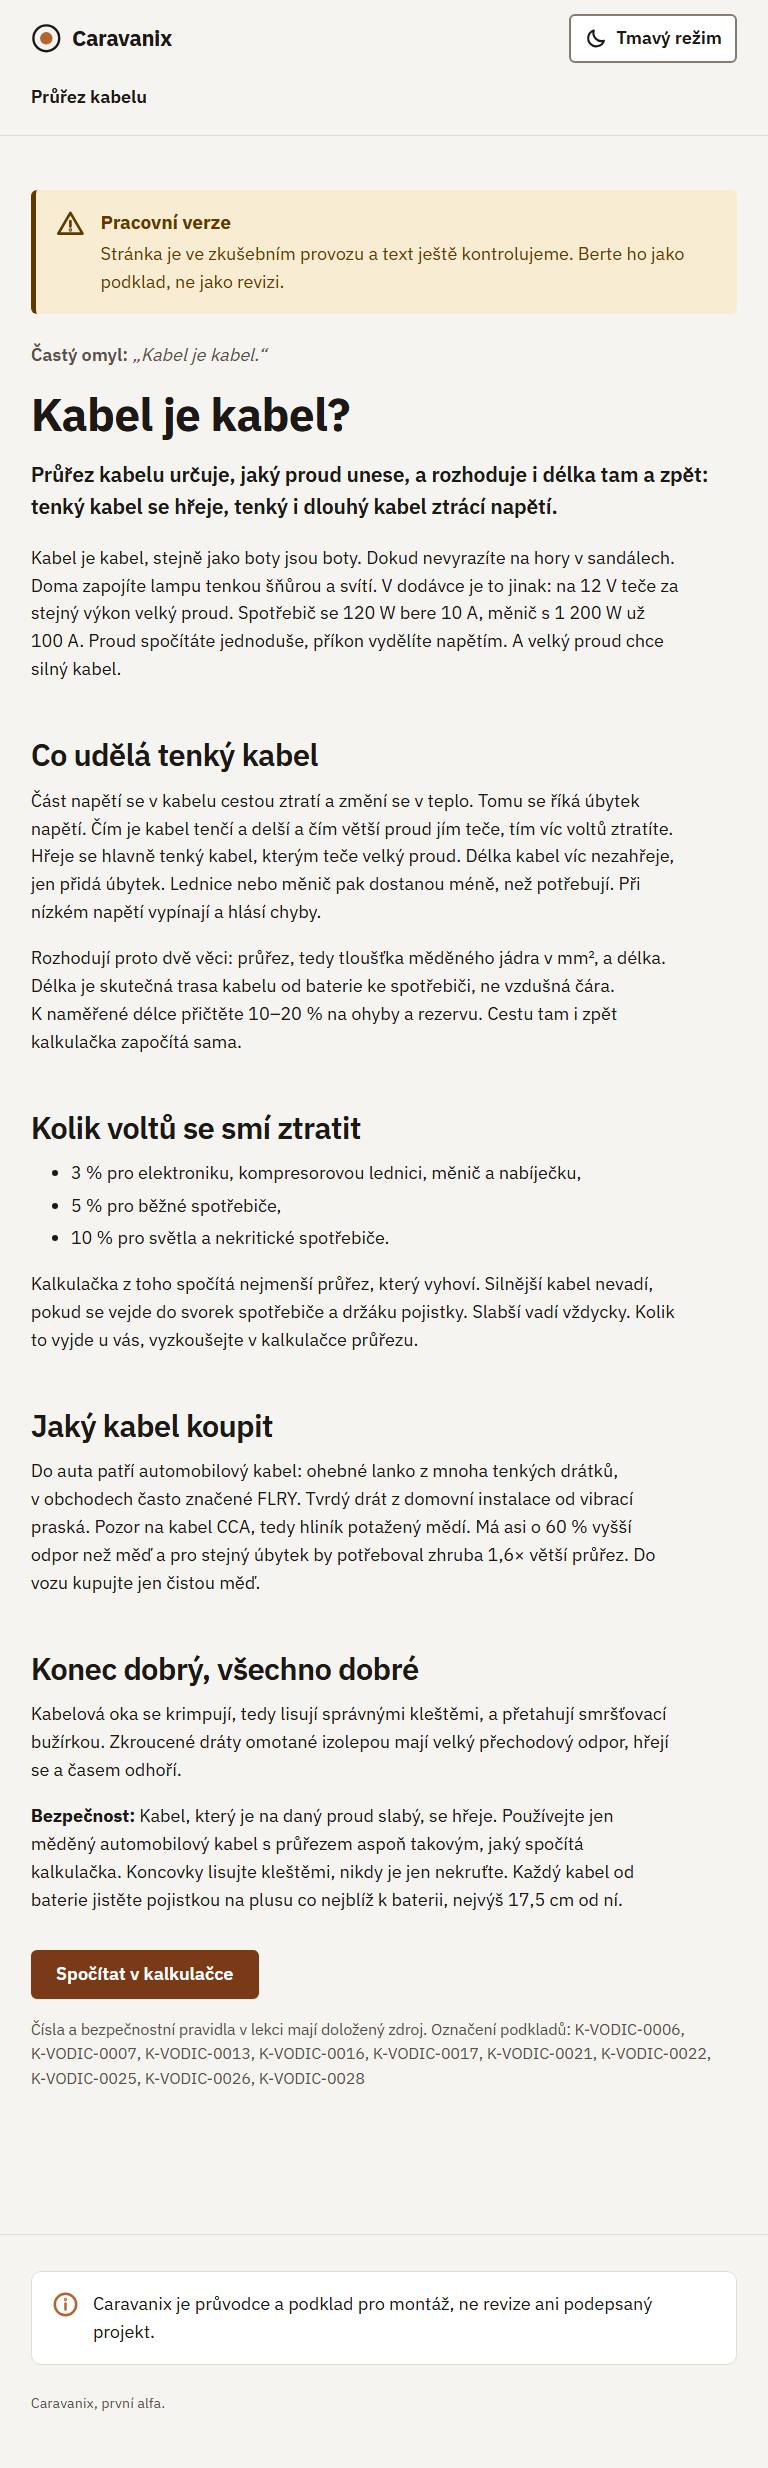 Caravanix
Tmavý režim
Průřez kabelu
Pracovní verze
Stránka je ve zkušebním provozu a text ještě kontrolujeme. Berte ho jako
podklad, ne jako revizi.
Častý omyl: „Kabel je kabel.“
Kabel je kabel?
Průřez kabelu určuje, jaký proud unese, a rozhoduje i délka tam a zpět:
tenký kabel se hřeje, tenký i dlouhý kabel ztrácí napětí.
Kabel je kabel, stejně jako boty jsou boty. Dokud nevyrazíte na hory v sandálech.
Doma zapojíte lampu tenkou šňůrou a svítí. V dodávce je to jinak: na 12 V teče za
stejný výkon velký proud. Spotřebič se 120 W bere 10 A, měnič s 1 200 W už
100 A. Proud spočítáte jednoduše, příkon vydělíte napětím. A velký proud chce
silný kabel.
Co udělá tenký kabel
Část napětí se v kabelu cestou ztratí a změní se v teplo. Tomu se říká úbytek
napětí. Čím je kabel tenčí a delší a čím větší proud jím teče, tím víc voltů ztratíte.
Hřeje se hlavně tenký kabel, kterým teče velký proud. Délka kabel víc nezahřeje,
jen přidá úbytek. Lednice nebo měnič pak dostanou méně, než potřebují. Při
nízkém napětí vypínají a hlásí chyby.
Rozhodují proto dvě věci: průřez, tedy tloušťka měděného jádra v mm², a délka.
Délka je skutečná trasa kabelu od baterie ke spotřebiči, ne vzdušná čára.
K naměřené délce přičtěte 10–20 % na ohyby a rezervu. Cestu tam i zpět
kalkulačka započítá sama.
Kolik voltů se smí ztratit
• 3 % pro elektroniku, kompresorovou lednici, měnič a nabíječku,
• 5 % pro běžné spotřebiče,
• 10 % pro světla a nekritické spotřebiče.
Kalkulačka z toho spočítá nejmenší průřez, který vyhoví. Silnější kabel nevadí,
pokud se vejde do svorek spotřebiče a držáku pojistky. Slabší vadí vždycky. Kolik
to vyjde u vás, vyzkoušejte v kalkulačce průřezu.
Jaký kabel koupit
Do auta patří automobilový kabel: ohebné lanko z mnoha tenkých drátků,
v obchodech často značené FLRY. Tvrdý drát z domovní instalace od vibrací
praská. Pozor na kabel CCA, tedy hliník potažený mědí. Má asi o 60 % vyšší
odpor než měď a pro stejný úbytek by potřeboval zhruba 1,6× větší průřez. Do
vozu kupujte jen čistou měď.
Konec dobrý, všechno dobré
Kabelová oka se krimpují, tedy lisují správnými kleštěmi, a přetahují smršťovací
bužírkou. Zkroucené dráty omotané izolepou mají velký přechodový odpor, hřejí
se a časem odhoří.
Bezpečnost: Kabel, který je na daný proud slabý, se hřeje. Používejte jen
měděný automobilový kabel s průřezem aspoň takovým, jaký spočítá
kalkulačka. Koncovky lisujte kleštěmi, nikdy je jen nekruťte. Každý kabel od
baterie jistěte pojistkou na plusu co nejblíž k baterii, nejvýš 17,5 cm od ní.
Spočítat v kalkulačce
Čísla a bezpečnostní pravidla v lekci mají doložený zdroj. Označení podkladů: K-VODIC-0006,
K-VODIC-0007, K-VODIC-0013, K-VODIC-0016, K-VODIC-0017, K-VODIC-0021, K-VODIC-0022,
K-VODIC-0025, K-VODIC-0026, K-VODIC-0028
Caravanix je průvodce a podklad pro montáž, ne revize ani podepsaný
projekt.
Caravanix, první alfa.